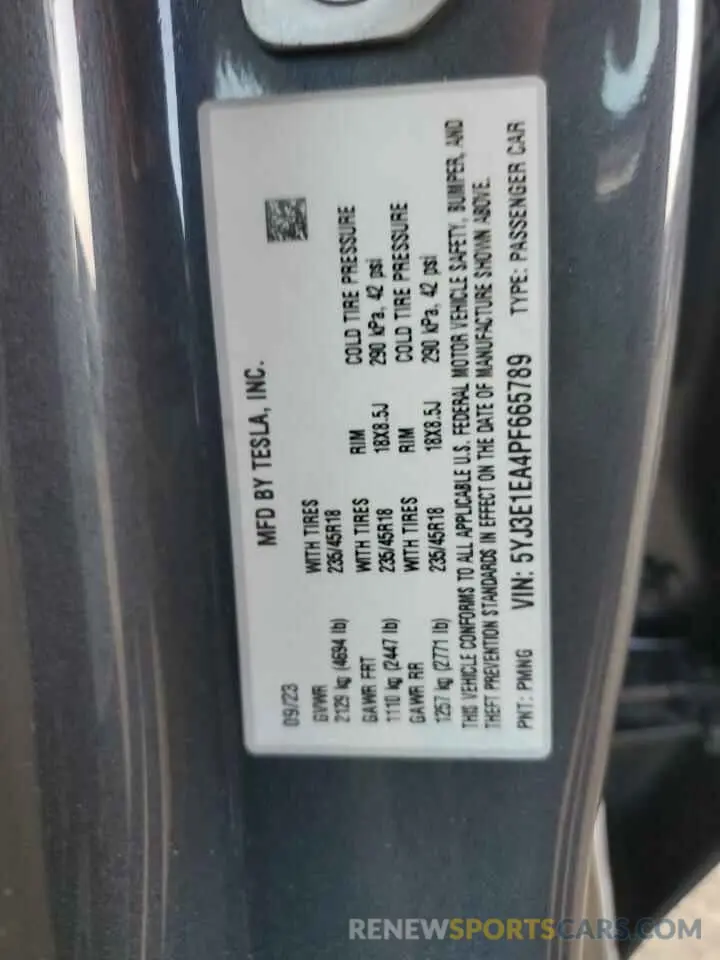 MFD BY TESLA, INC.
09/23
GVWR WITH TIRES RIM COLD TIRE PRESSURE
2129 kg (4694 lb) 235/45R18 18X8.5J 290 kPa, 42 psi
GAWR FRT WITH TIRES RIM COLD TIRE PRESSURE
1110 kg (2447 lb) 235/45R18 18X8.5J 290 kPa, 42 psi
GAWR RR WITH TIRES
1257 kg (2771 lb) 235/45R18
THIS VEHICLE CONFORMS TO ALL APPLICABLE U.S. FEDERAL MOTOR VEHICLE SAFETY, BUMPER, AND
THEFT PREVENTION STANDARDS IN EFFECT ON THE DATE OF MANUFACTURE SHOWN ABOVE.
PNT: PMNG VIN: 5YJ3E1EA4PF665789 TYPE: PASSENGER CAR
RENEWSPORTSCARS.COM